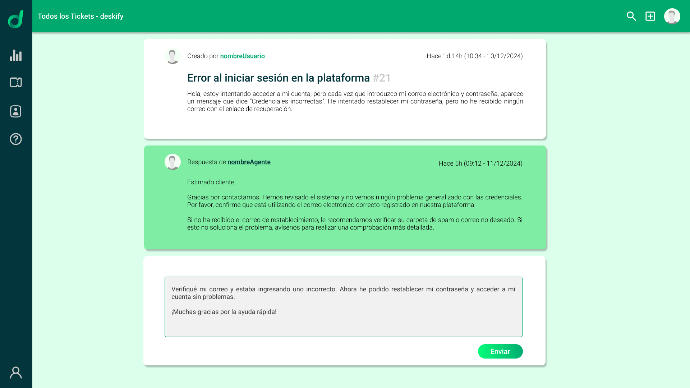 Todos los Tickets - deskify
Creado por nombreUsuario
Hace 1d 14h (10:34 - 10/12/2024)
Error al iniciar sesión en la plataforma #21
Hola, estoy intentando acceder a mi cuenta, pero cada vez que introduzco mi correo electrónico y contraseña, aparece
un mensaje que dice "Credenciales incorrectas". He intentado restablecer mi contraseña, pero no he recibido ningún
correo con el enlace de recuperación.
Respuesta de nombreAgente
Hace 5h (09:12 - 11/12/2024)
Estimado cliente
Gracias por contactarnos. Hemos revisado el sistema y no vemos ningún problema generalizado con las credenciales.
Por favor, confirme que está utilizando el correo electrónico correcto registrado en nuestra plataforma.
Si no ha recibido el correo de restablecimiento, le recomendamos verificar su carpeta de spam o correo no deseado. Si
esto no soluciona el problema, avísenos para realizar una comprobación más detallada.
Verifiqué mi correo y estaba ingresando uno incorrecto. Ahora he podido restablecer mi contraseña y acceder a mi
cuenta sin problemas.
¡Muchas gracias por la ayuda rápida!
Enviar